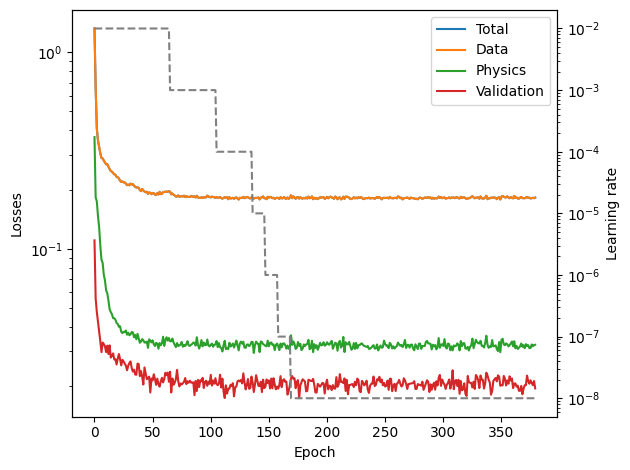 Total
Data
Physics
Validation
Losses
10⁰
10⁻¹
10⁻²
10⁻³
10⁻⁴
10⁻⁵
10⁻⁶
10⁻⁷
10⁻⁸
Learning rate
0 50 100 150 200 250 300 350
Epoch